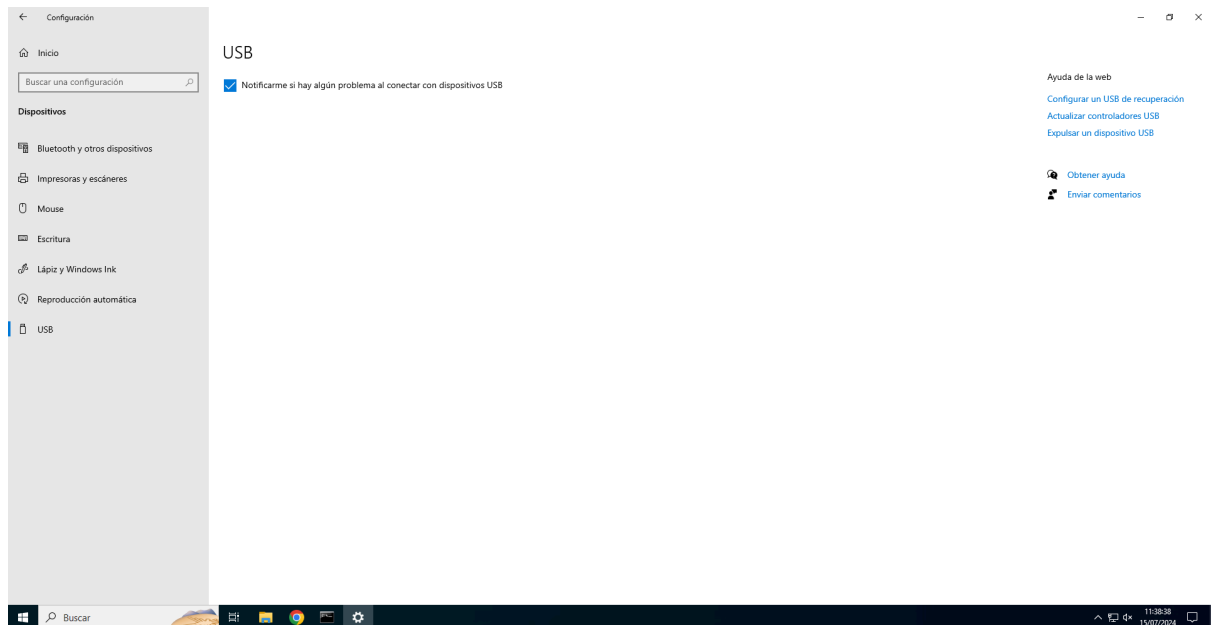 Configuración
Inicio
Buscar una configuración
Dispositivos
Bluetooth y otros dispositivos
Impresoras y escáneres
Mouse
Escritura
Lápiz y Windows Ink
Reproducción automática
USB
USB
Notificarme si hay algún problema al conectar con dispositivos USB
Ayuda de la web
Configurar un USB de recuperación
Actualizar controladores USB
Expulsar un dispositivo USB
Obtener ayuda
Enviar comentarios
Buscar
11:38:38
15/07/2024